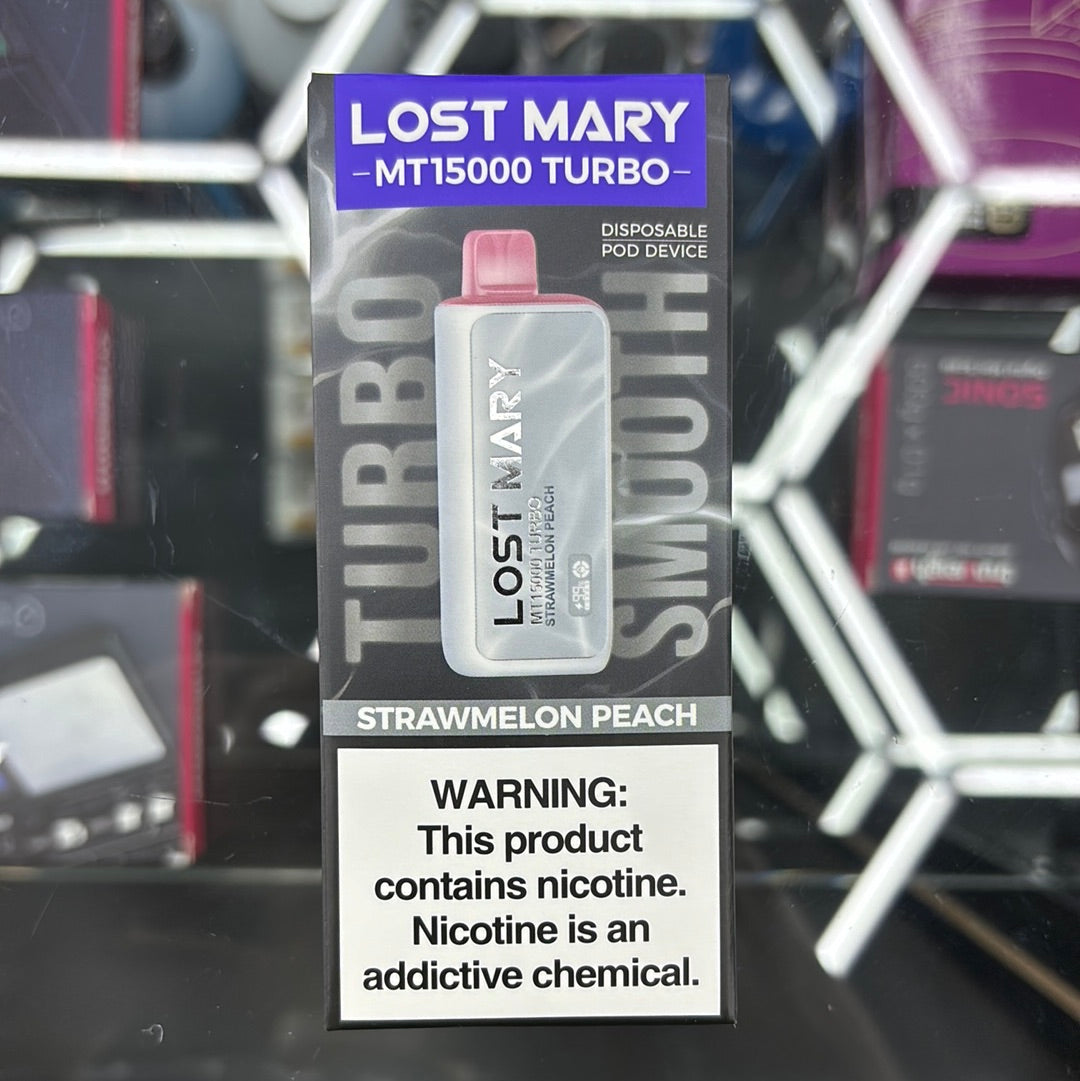 LOST MARY
-MT15000 TURBO-
DISPOSABLE
POD DEVICE
TURBO
SMOOTH
LOST MARY
MT15000 TURBO
STRAWMELON PEACH
STRAWMELON PEACH
WARNING:
This product
contains nicotine.
Nicotine is an
addictive chemical.
SONIC